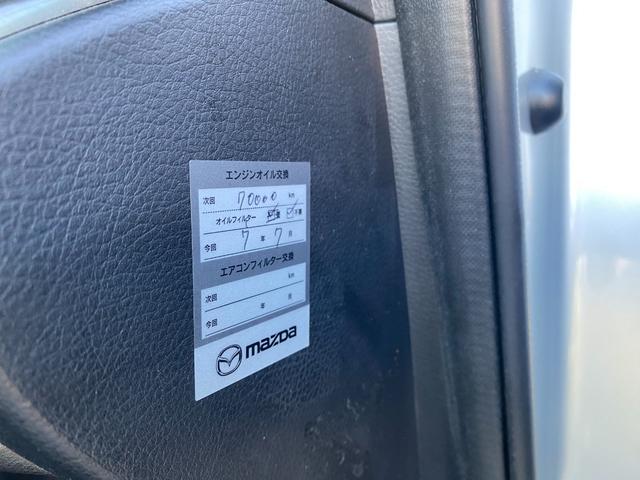 エンジンオイル交換
次回 70000 km
オイルフィルター ☑要 ☑不要
今回 7 年 7 月
エアコンフィルター交換
次回 km
今回 年 月
mazda